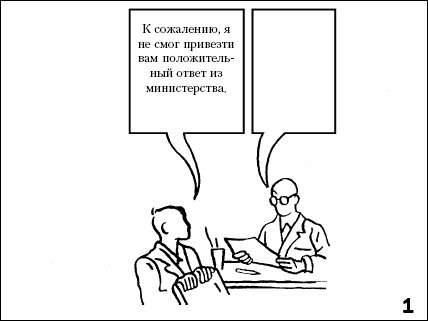 К сожалению, я
не смог привезти
вам положитель-
ный ответ из
министерства.
1